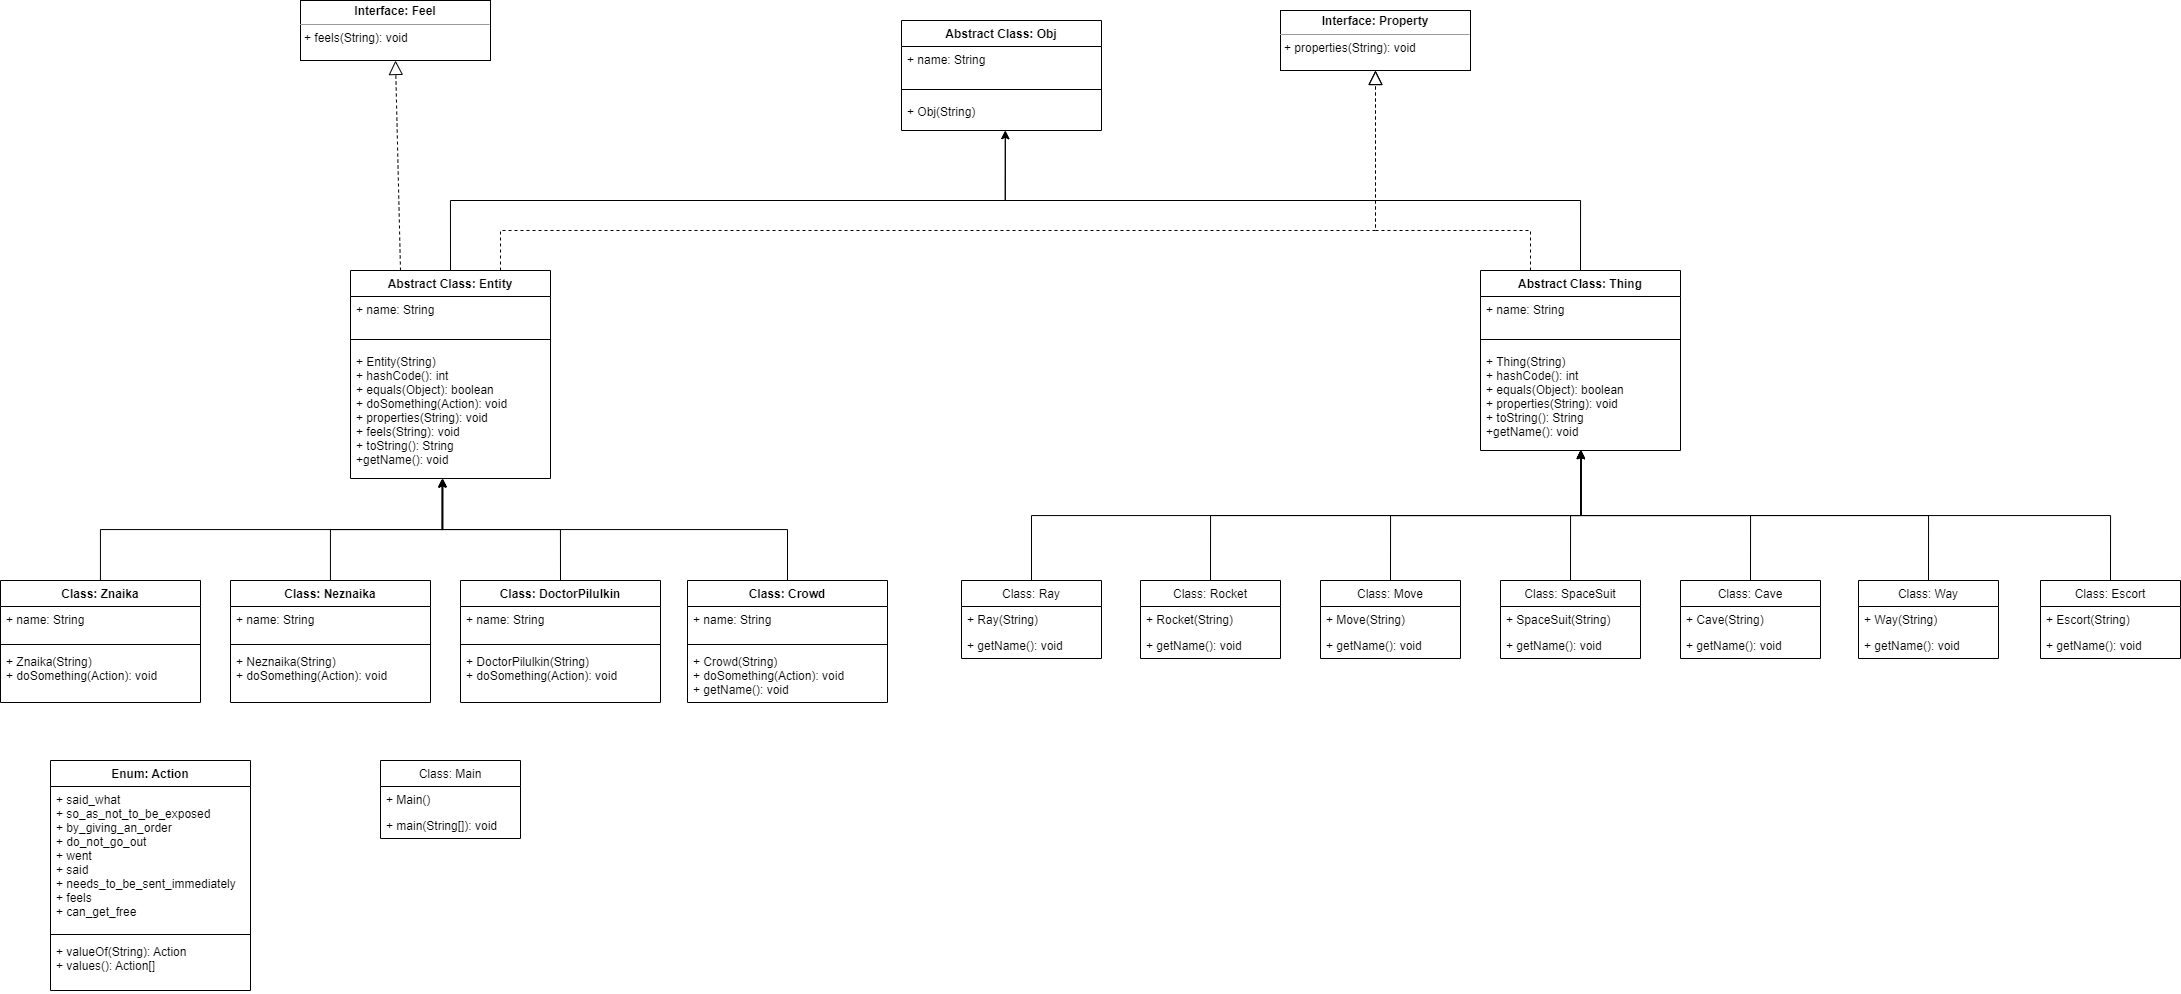 Interface: Feel
+ feels(String): void
Abstract Class: Obj
+ name: String
+ Obj(String)
Interface: Property
+ properties(String): void
Abstract Class: Entity
+ name: String
+ Entity(String)
+ hashCode(): int
+ equals(Object): boolean
+ doSomething(Action): void
+ properties(String): void
+ feels(String): void
+ toString(): String
+getName(): void
Abstract Class: Thing
+ name: String
+ Thing(String)
+ hashCode(): int
+ equals(Object): boolean
+ properties(String): void
+ toString(): String
+getName(): void
Class: Znaika
+ name: String
+ Znaika(String)
+ doSomething(Action): void
Class: Neznaika
+ name: String
+ Neznaika(String)
+ doSomething(Action): void
Class: DoctorPilulkin
+ name: String
+ DoctorPilulkin(String)
+ doSomething(Action): void
Class: Crowd
+ name: String
+ Crowd(String)
+ doSomething(Action): void
+ getName(): void
Class: Ray
+ Ray(String)
+ getName(): void
Class: Rocket
+ Rocket(String)
+ getName(): void
Class: Move
+ Move(String)
+ getName(): void
Class: SpaceSuit
+ SpaceSuit(String)
+ getName(): void
Class: Cave
+ Cave(String)
+ getName(): void
Class: Way
+ Way(String)
+ getName(): void
Class: Escort
+ Escort(String)
+ getName(): void
Enum: Action
+ said_what
+ so_as_not_to_be_exposed
+ by_giving_an_order
+ do_not_go_out
+ went
+ said
+ needs_to_be_sent_immediately
+ feels
+ can_get_free
+ valueOf(String): Action
+ values(): Action[]
Class: Main
+ Main()
+ main(String[]): void